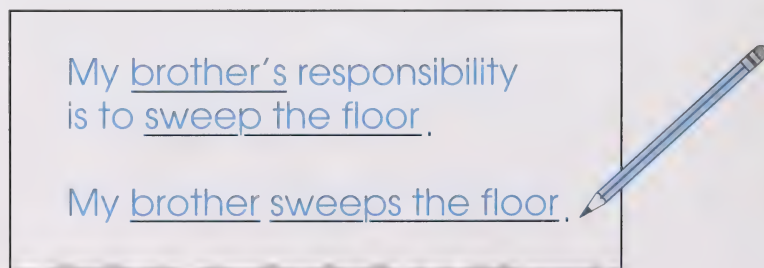 My brother's responsibility
is to sweep the floor.
My brother sweeps the floor.